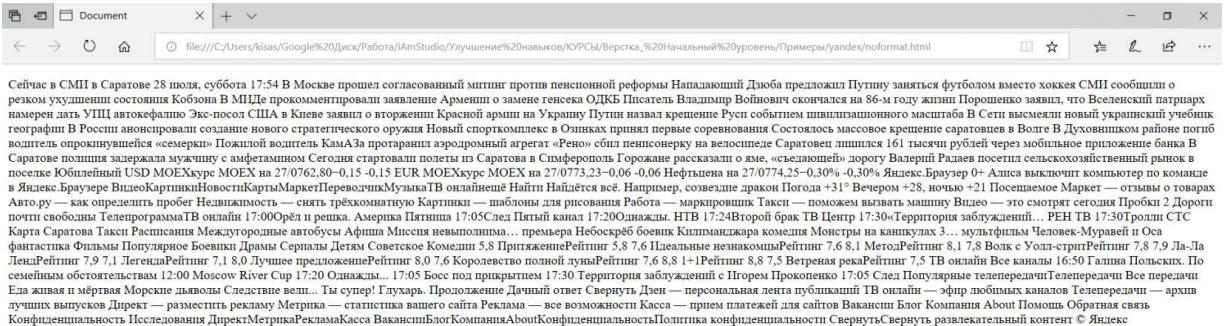 Document
file:///C:/Users/kisas/Google%20Диск/Работа/iAmStudio/Улучшение%20навыков/КУРСЫ/Верстка_%20Начальный%20уровень/Примеры/yandex/noformat.html
Сейчас в СМИ в Саратове 28 июля, суббота 17:54 В Москве прошел согласованный митинг против пенсионной реформы Нападающий Дзюба предложил Путину заняться футболом вместо хоккея СМИ сообщили о
резком ухудшении состояния Кобзона В МИДе прокомментировали заявление Армении о замене генсека ОДКБ Писатель Владимир Войнович скончался на 86-м году жизни Порошенко заявил, что Вселенский патриарх
намерен дать УПЦ автокефалию Экс-посол США в Киеве заявил о вторжении Красной армии на Украину Путин назвал крещение Руси событием цивилизационного масштаба В Сети высмеяли новый украинский учебник
географии В России анонсировали создание нового стратегического оружия Новый спорткомплекс в Озинках принял первые соревнования Состоялось массовое крещение саратовцев в Волге В Духовницком районе погиб
водитель опрокинувшейся «семерки» Пожилой водитель КамАЗа протаранил аэродромный агрегат «Рено» сбил пенсионерку на велосипеде Саратовец лишился 161 тысячи рублей через мобильное приложение банка В
Саратове полиция задержала мужчину с амфетамином Сегодня стартовали полеты из Саратова в Симферополь Горожане рассказали о яме, «съедающей» дорогу Валерий Радаев посетил сельскохозяйственный рынок в
поселке Юбилейный USD MOEXкурс MOEX на 27/0762,80−0,15 -0,15 EUR MOEXкурс MOEX на 27/0773,23−0,06 -0,06 Нефтьцена на 27/0774,25−0,30% -0,30% Яндекс.Браузер 0+ Алиса выключит компьютер по команде
в Яндекс.Браузере ВидеоКартинкиНовостиКартыМаркетПереводчикМузыкаТВ онлайнещё Найти Найдётся всё. Например, созвездие дракон Погода +31° Вечером +28, ночью +21 Посещаемое Маркет — отзывы о товарах
Авто.ру — как определить пробег Недвижимость — снять трёхкомнатную Картинки — шаблоны для рисования Работа — маркировщик Такси — поможем вызвать машину Видео — это смотрят сегодня Пробки 2 Дороги
почти свободны ТелепрограммаТВ онлайн 17:00Орёл и решка. Америка Пятница 17:05След Пятый канал 17:20Однажды. НТВ 17:24Второй брак ТВ Центр 17:30«Территория заблуждений… РЕН ТВ 17:30Тролли СТС
Карта Саратова Такси Расписания Междугородные автобусы Афиша Миссия невыполнима… премьера Небоскрёб боевик Килиманджара комедия Монстры на каникулах 3… мультфильм Человек-Муравей и Оса
фантастика Фильмы Популярное Боевики Драмы Сериалы Детям Советское Комедии 5,8 ПритяжениеРейтинг 5,8 7,6 Идеальные незнакомцыРейтинг 7,6 8,1 МетодРейтинг 8,1 7,8 Волк с Уолл-стритРейтинг 7,8 7,9 Ла-Ла
ЛендРейтинг 7,9 7,1 ЛегендаРейтинг 7,1 8,0 Лучшее предложениеРейтинг 8,0 7,6 Королевство полной луныРейтинг 7,6 8,8 1+1Рейтинг 8,8 7,5 Ветреная рекаРейтинг 7,5 ТВ онлайн Все каналы 16:50 Галина Польских. По
семейным обстоятельствам 12:00 Moscow River Cup 17:20 Однажды... 17:05 Босс под прикрытием 17:30 Территория заблуждений с Игорем Прокопенко 17:05 След Популярные телепередачиТелепередачи Все передачи
Еда живая и мёртвая Морские дьяволы Следствие вели... Ты супер! Глухарь. Продолжение Дачный ответ Свернуть Дзен — персональная лента публикаций ТВ онлайн — эфир любимых каналов Телепередачи — архив
лучших выпусков Директ — разместить рекламу Метрика — статистика вашего сайта Реклама — все возможности Касса — прием платежей для сайтов Вакансии Блог Компания About Помощь Обратная связь
Конфиденциальность Исследования ДиректМетрикаРекламаКасса ВакансииБлогКомпанияAboutКонфиденциальностьПолитика конфиденциальности СвернутьСвернуть развлекательный контент © Яндекс